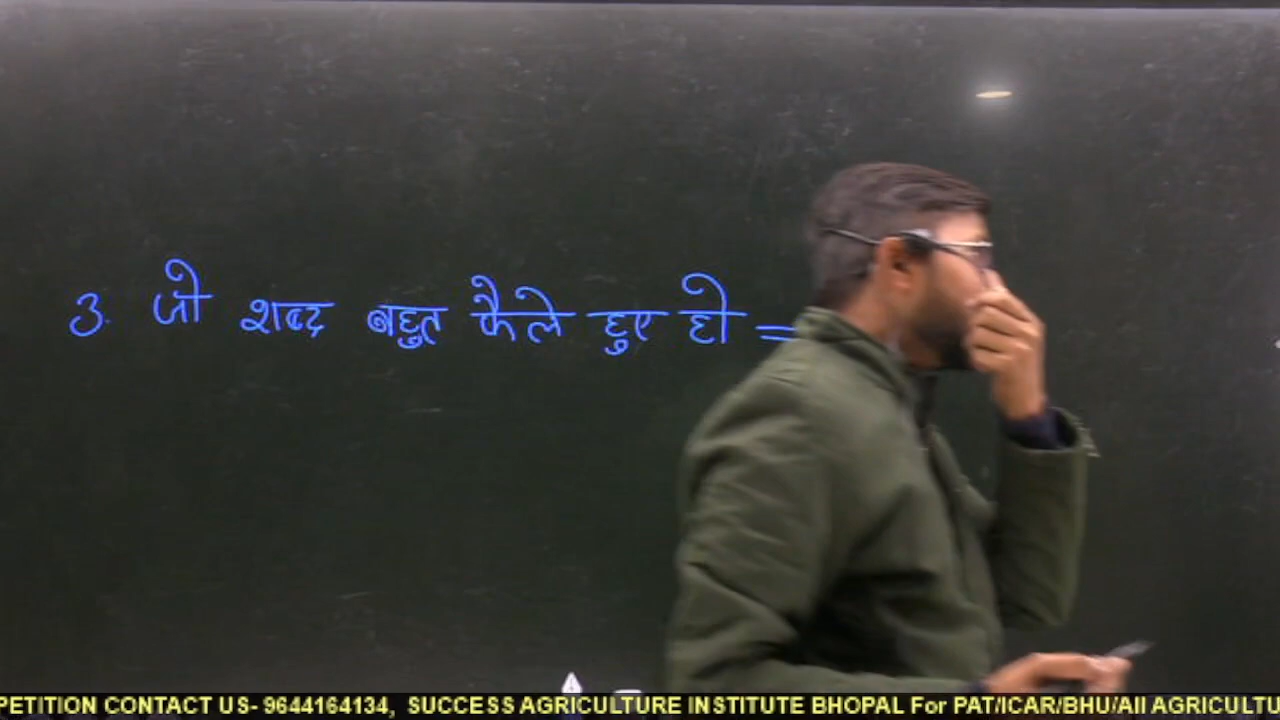 3. जो शब्द बहुत फैले हुए हो =
PETITION CONTACT US- 9644164134, SUCCESS AGRICULTURE INSTITUTE BHOPAL For PAT/ICAR/BHU/All AGRICULTU